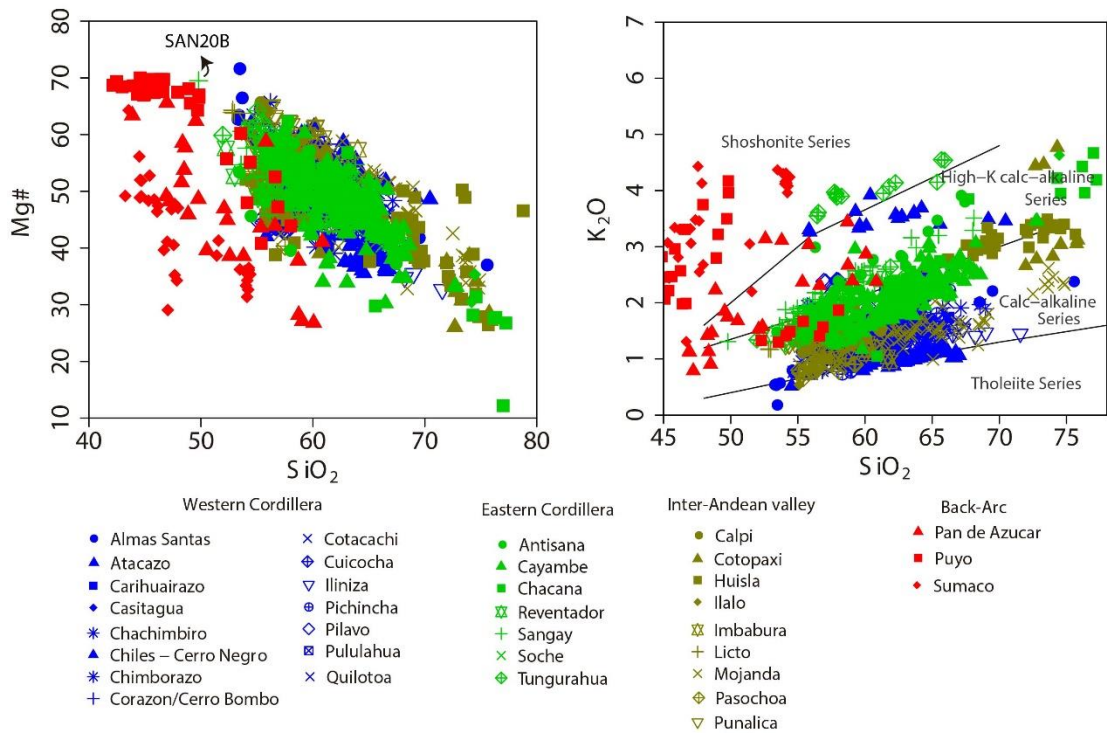 80
70
60
50
40
30
20
10
Mg#
SAN20B
40
50
60
70
80
SiO2
7
6
5
4
3
2
1
0
K2O
Shoshonite Series
High–K calc–alkaline
Series
Calc–alkaline
Series
Tholeiite Series
45
50
55
60
65
70
75
SiO2
Western Cordillera
Almas Santas
Atacazo
Carihuairazo
Casitagua
Chachimbiro
Chiles – Cerro Negro
Chimborazo
Corazon/Cerro Bombo
Cotacachi
Cuicocha
Iliniza
Pichincha
Pilavo
Pululahua
Quilotoa
Eastern Cordillera
Antisana
Cayambe
Chacana
Reventador
Sangay
Soche
Tungurahua
Inter-Andean valley
Calpi
Cotopaxi
Huisla
Ilalo
Imbabura
Licto
Mojanda
Pasochoa
Punalica
Back-Arc
Pan de Azucar
Puyo
Sumaco